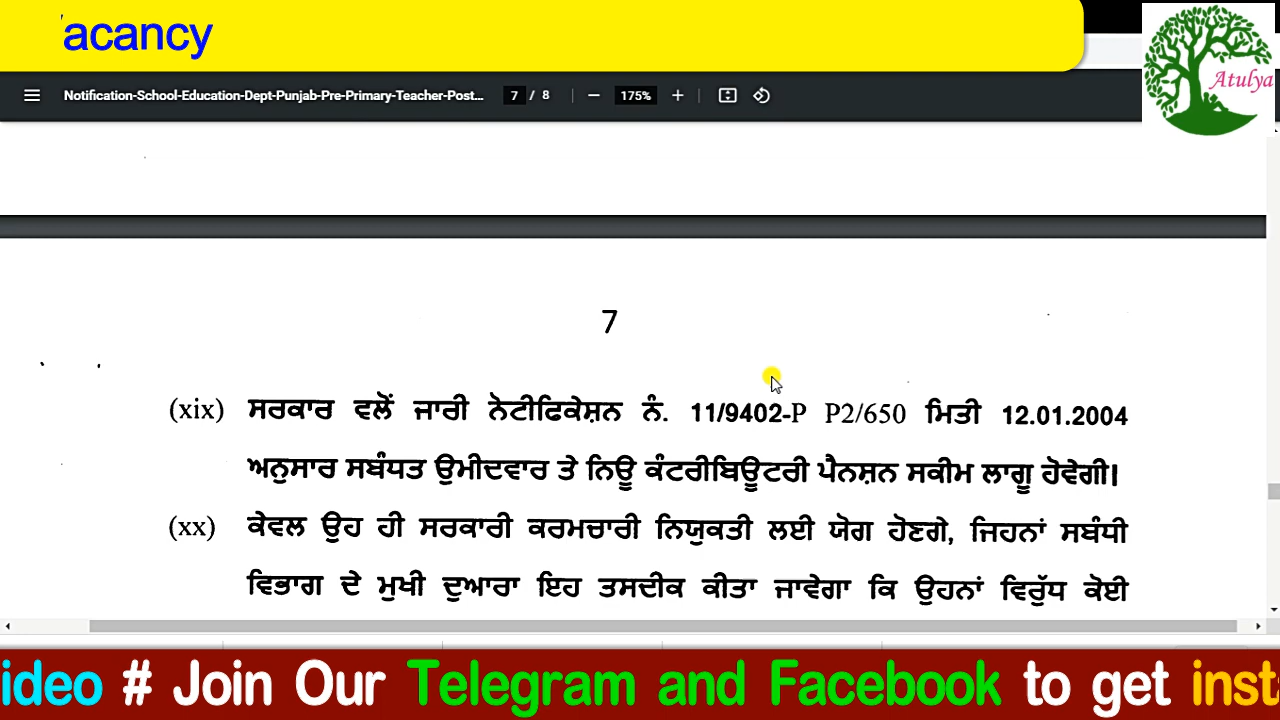 acancy
Atulya
Notification-School-Education-Dept-Punjab-Pre-Primary-Teacher-Post... 7 / 8 175%
7
(xix) ਸਰਕਾਰ ਵਲੋਂ ਜਾਰੀ ਨੋਟੀਫਿਕੇਸ਼ਨ ਨੰ. 11/9402-P P2/650 ਮਿਤੀ 12.01.2004
ਅਨੁਸਾਰ ਸਬੰਧਤ ਉਮੀਦਵਾਰ ਤੇ ਨਿਊ ਕੰਟਰੀਬਿਊਟਰੀ ਪੈਨਸ਼ਨ ਸਕੀਮ ਲਾਗੂ ਹੋਵੇਗੀ।
(xx) ਕੇਵਲ ਉਹ ਹੀ ਸਰਕਾਰੀ ਕਰਮਚਾਰੀ ਨਿਯੁਕਤੀ ਲਈ ਯੋਗ ਹੋਣਗੇ, ਜਿਹਨਾਂ ਸਬੰਧੀ
ਵਿਭਾਗ ਦੇ ਮੁਖੀ ਦੁਆਰਾ ਇਹ ਤਸਦੀਕ ਕੀਤਾ ਜਾਵੇਗਾ ਕਿ ਉਹਨਾਂ ਵਿਰੁੱਧ ਕੋਈ
ideo # Join Our Telegram and Facebook to get inst